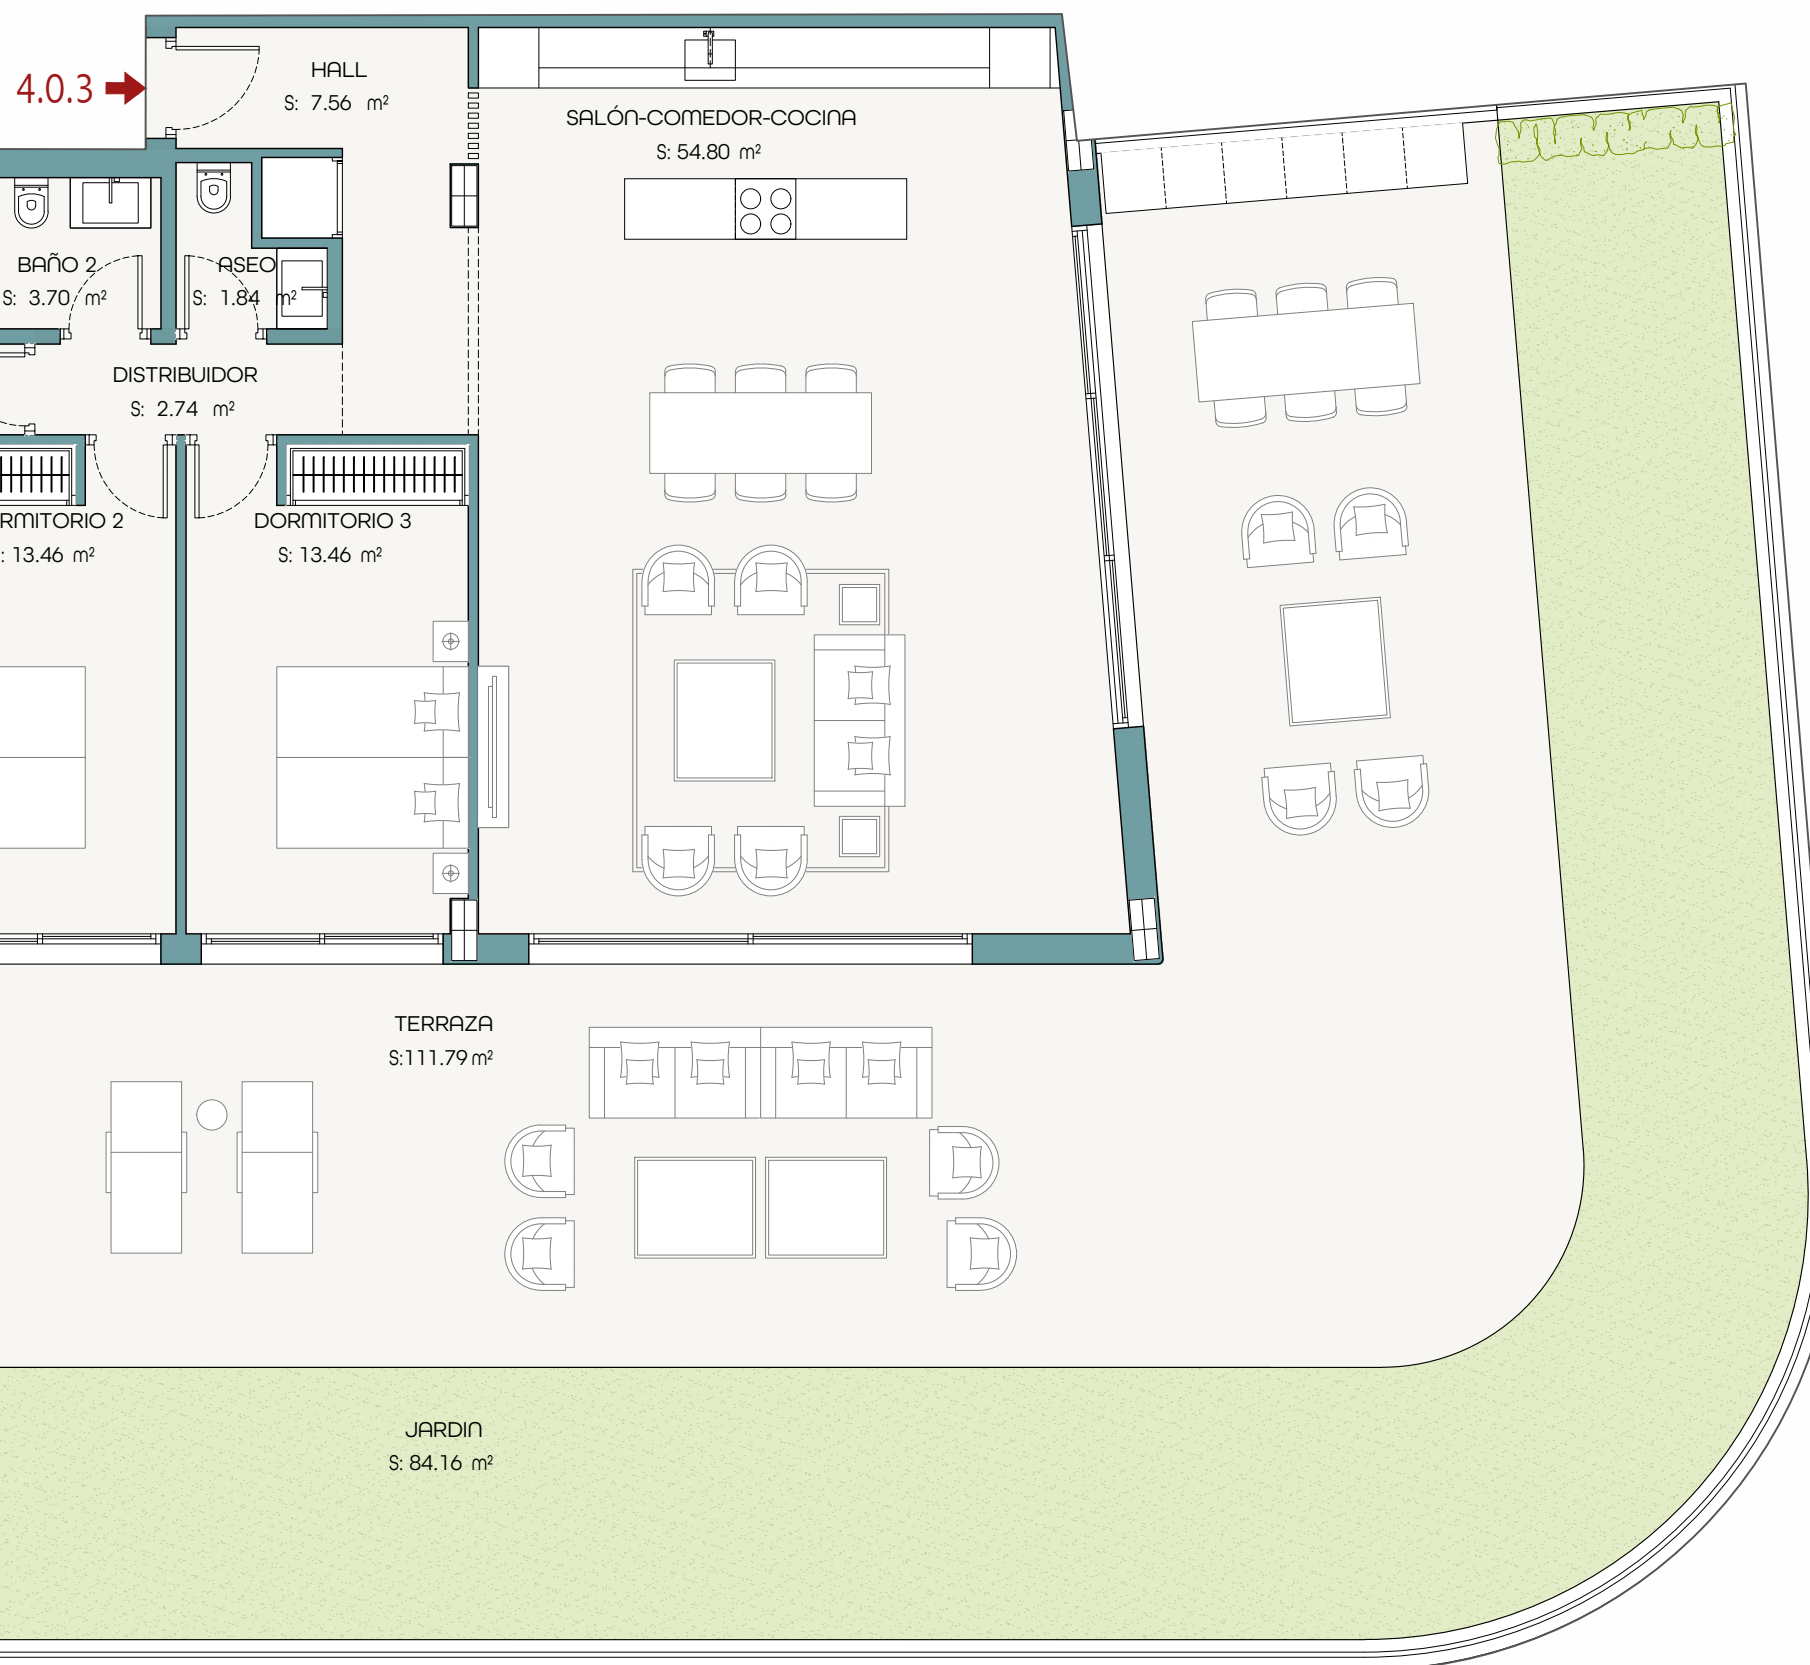 4.0.3
HALL
S: 7.56 m²
SALÓN-COMEDOR-COCINA
S: 54.80 m²
BAÑO 2
S: 3.70 m²
ASEO
S: 1.84 m²
DISTRIBUIDOR
S: 2.74 m²
RMITORIO 2
: 13.46 m²
DORMITORIO 3
S: 13.46 m²
TERRAZA
S:111.79 m²
JARDIN
S: 84.16 m²